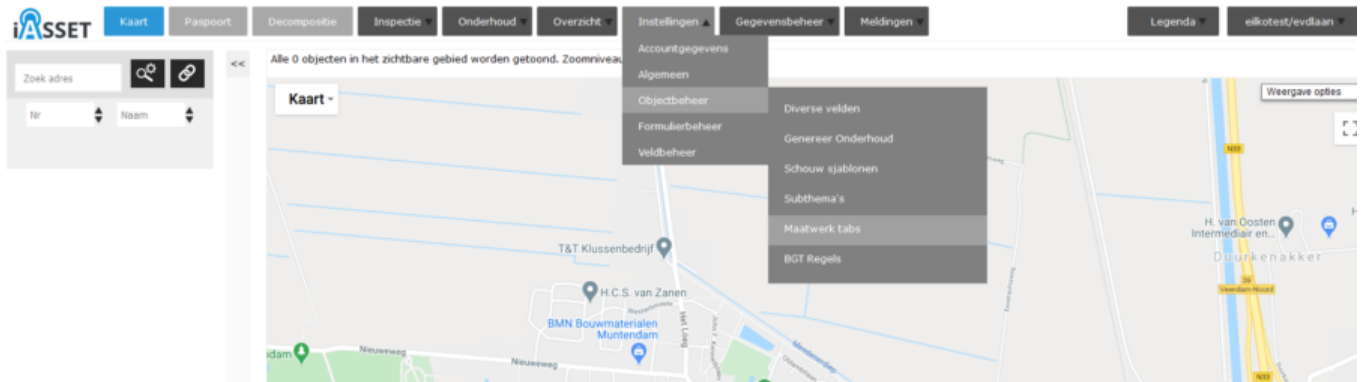 iASSET
Kaart
Paspoort
Decompositie
Inspectie
Onderhoud
Overzicht
Instellingen
Gegevensbeheer
Meldingen
Legenda
eilkotest/evdlaan
Zoek adres
Nr
Naam
<<
Alle 0 objecten in het zichtbare gebied worden getoond. Zoomniveau
Accountgegevens
Algemeen
Objectbeheer
Formulierbeheer
Veldbeheer
Diverse velden
Genereer Onderhoud
Schouw sjablonen
Subthema's
Maatwerk tabs
BGT Regels
Kaart
Weergave opties
N33
H. van Oosten
Intermediair en...
Duurkenakker
39
Veendam-Noord
T&T Klussenbedrijf
H.C.S. van Zanen
Westerbouwte
BMN Bouwmaterialen
Muntendam
Het Loeg
Meedenerdiep
Nieuweweg
Nieuweweg
dam
N33